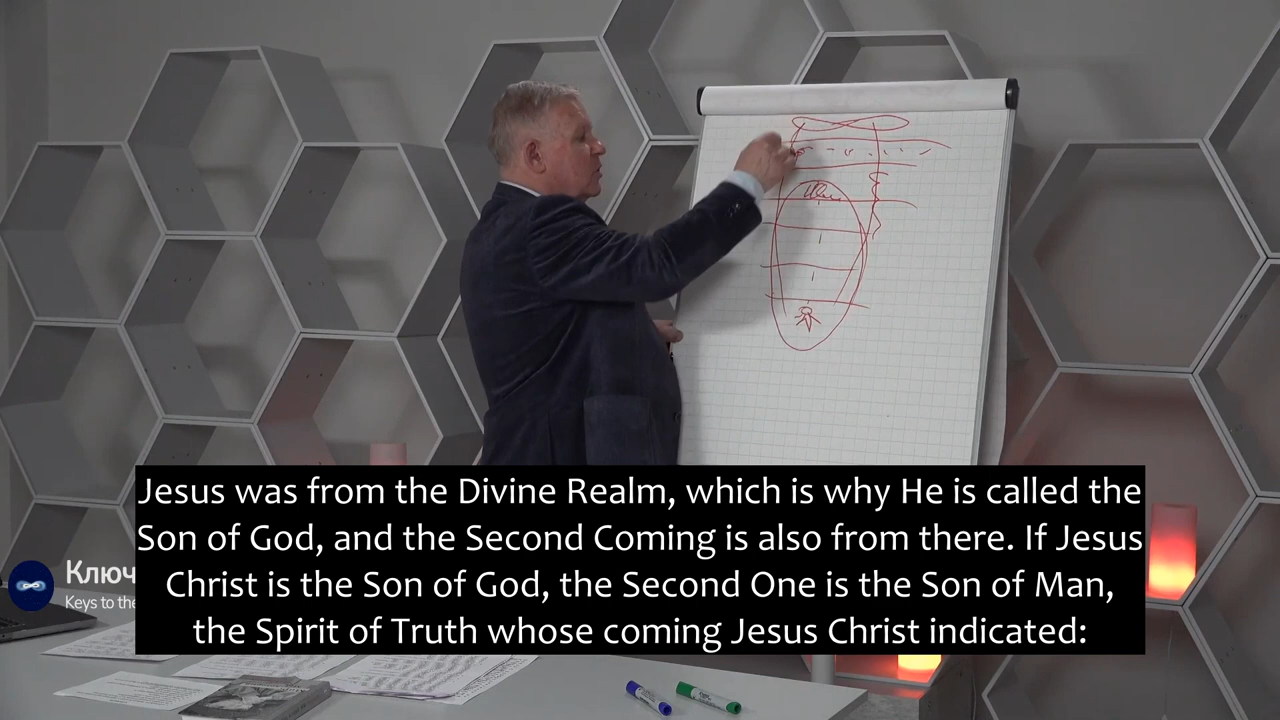 Jesus was from the Divine Realm, which is why He is called the
Son of God, and the Second Coming is also from there. If Jesus
Christ is the Son of God, the Second One is the Son of Man,
the Spirit of Truth whose coming Jesus Christ indicated:
Ключ
Keys to the